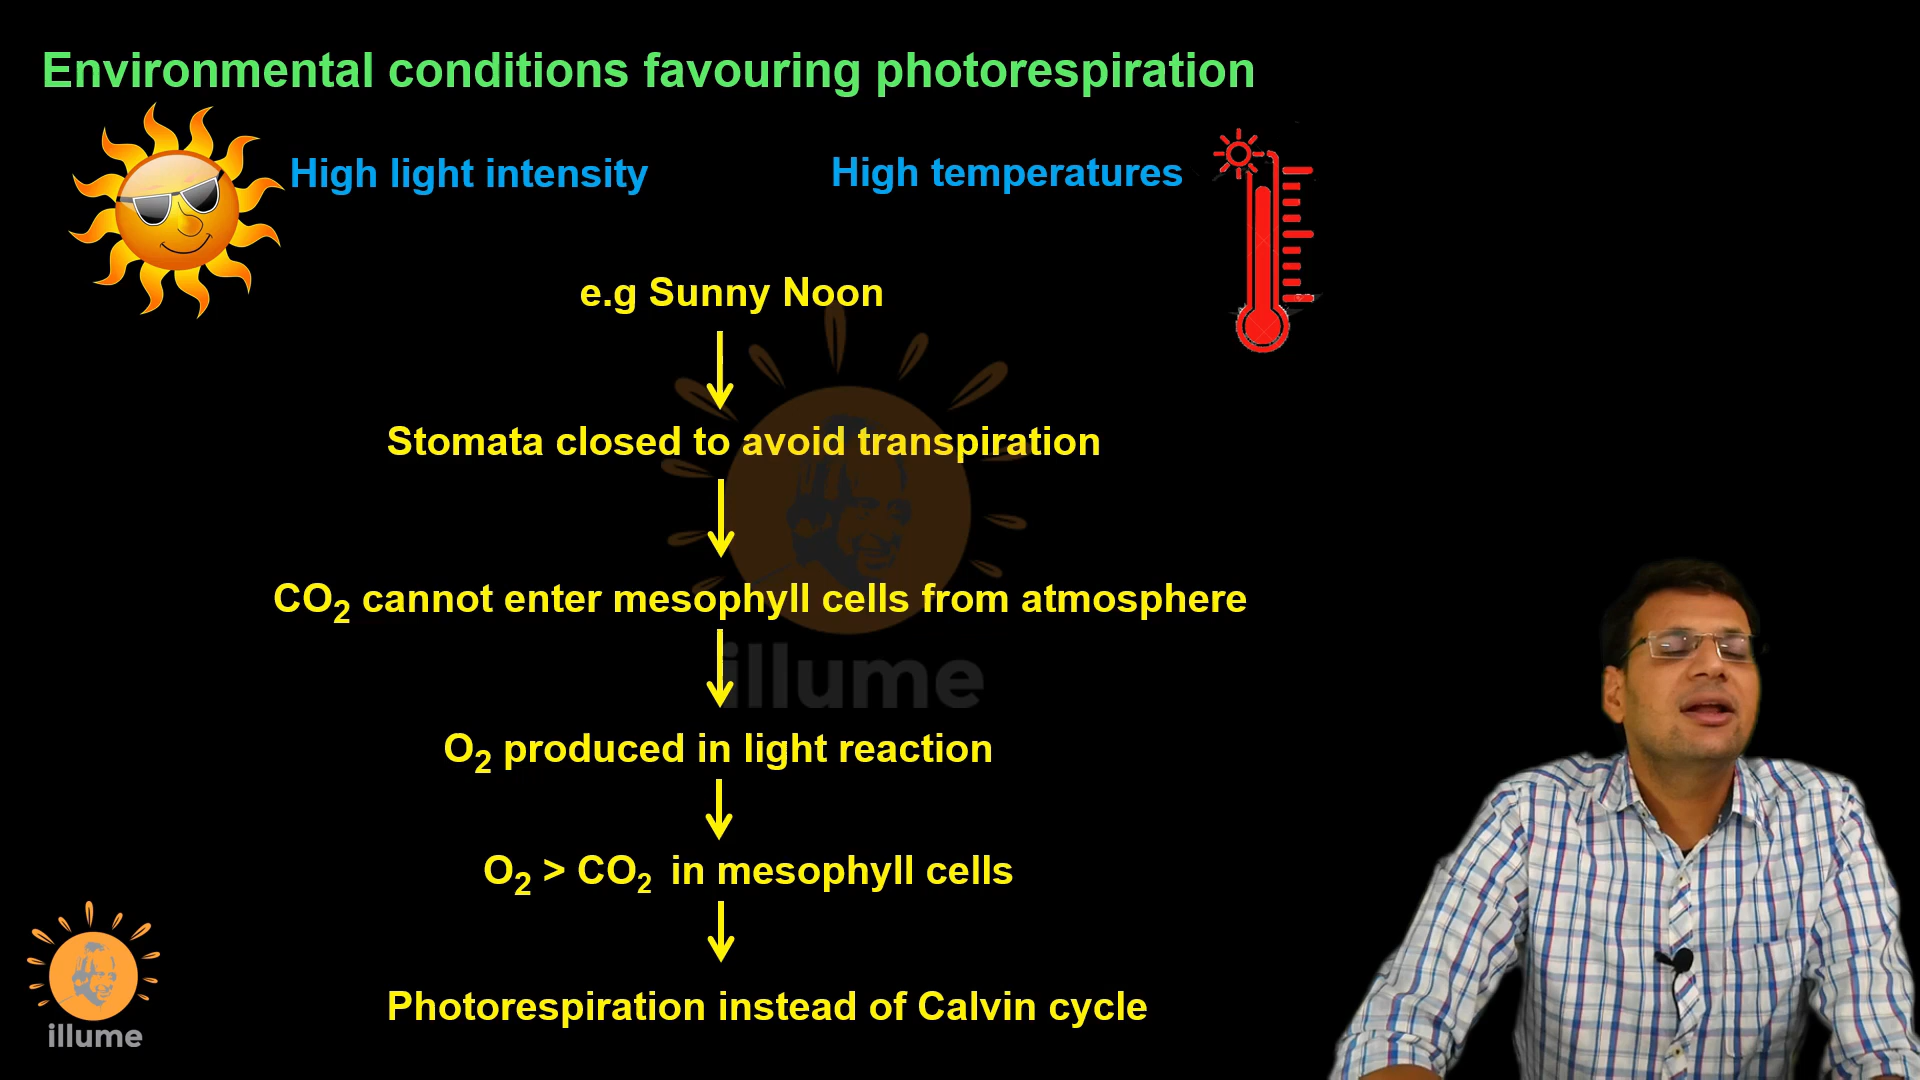 Environmental conditions favouring photorespiration
High light intensity
High temperatures
e.g Sunny Noon
Stomata closed to avoid transpiration
CO₂ cannot enter mesophyll cells from atmosphere
illume
O₂ produced in light reaction
O₂ > CO₂ in mesophyll cells
Photorespiration instead of Calvin cycle
illume